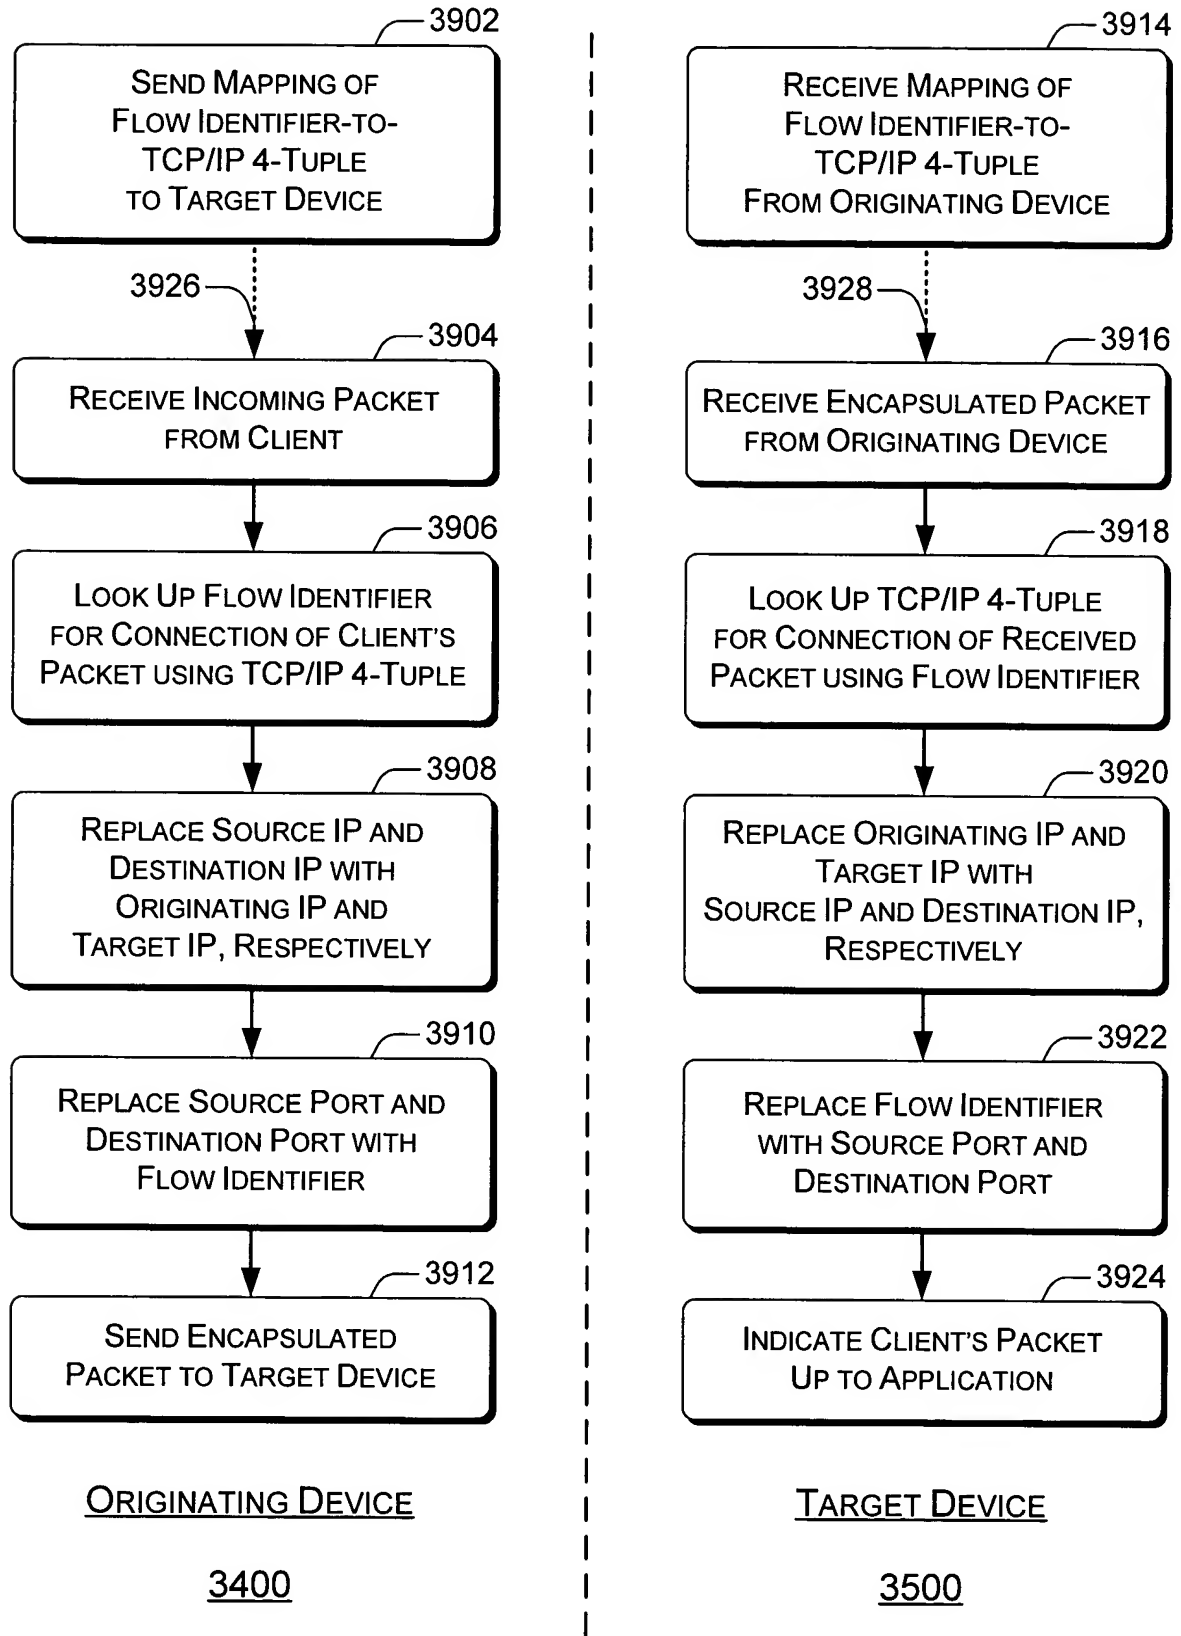 3902
SEND MAPPING OF
FLOW IDENTIFIER-TO-
TCP/IP 4-TUPLE
TO TARGET DEVICE
3926
3904
RECEIVE INCOMING PACKET
FROM CLIENT
3906
LOOK UP FLOW IDENTIFIER
FOR CONNECTION OF CLIENT'S
PACKET USING TCP/IP 4-TUPLE
3908
REPLACE SOURCE IP AND
DESTINATION IP WITH
ORIGINATING IP AND
TARGET IP, RESPECTIVELY
3910
REPLACE SOURCE PORT AND
DESTINATION PORT WITH
FLOW IDENTIFIER
3912
SEND ENCAPSULATED
PACKET TO TARGET DEVICE
ORIGINATING DEVICE
3400
3914
RECEIVE MAPPING OF
FLOW IDENTIFIER-TO-
TCP/IP 4-TUPLE
FROM ORIGINATING DEVICE
3928
3916
RECEIVE ENCAPSULATED PACKET
FROM ORIGINATING DEVICE
3918
LOOK UP TCP/IP 4-TUPLE
FOR CONNECTION OF RECEIVED
PACKET USING FLOW IDENTIFIER
3920
REPLACE ORIGINATING IP AND
TARGET IP WITH
SOURCE IP AND DESTINATION IP,
RESPECTIVELY
3922
REPLACE FLOW IDENTIFIER
WITH SOURCE PORT AND
DESTINATION PORT
3924
INDICATE CLIENT'S PACKET
UP TO APPLICATION
TARGET DEVICE
3500